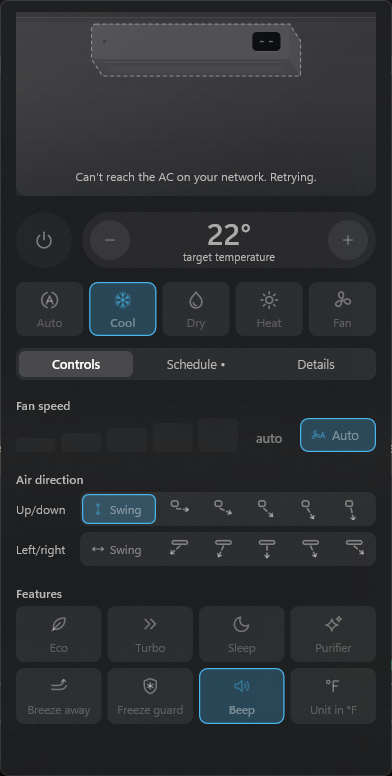 --
Can't reach the AC on your network. Retrying.
22°
target temperature
Auto Cool Dry Heat Fan
Controls Schedule • Details
Fan speed
auto A Auto
Air direction
Up/down Swing
Left/right Swing
Features
Eco Turbo Sleep Purifier
°F
Breeze away Freeze guard Beep Unit in °F